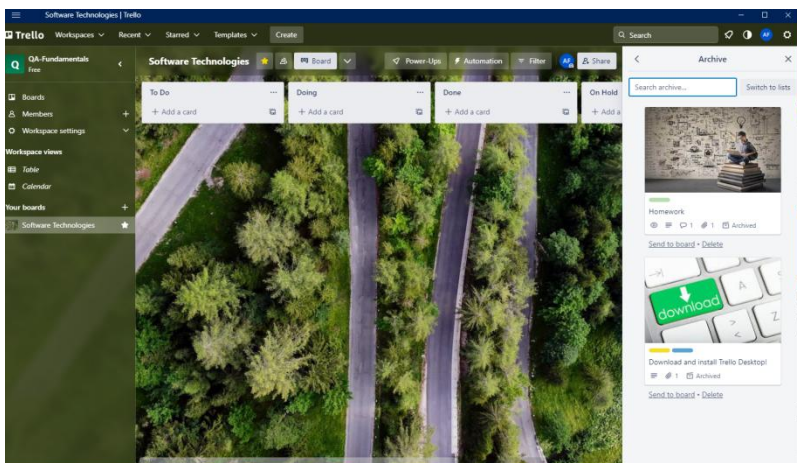 Software Technologies | Trello
Trello Workspaces Recent Starred Templates Create Search AF
QA-Fundamentals
Q
Free
Boards
Members
Workspace settings
Workspace views
Table
Calendar
Your boards
Software Technologies
Software Technologies Board Power-Ups Automation Filter AF Share
To Do
+ Add a card
Doing
+ Add a card
Done
+ Add a card
On Hold
+ Add a
Archive
Search archive... Switch to lists
Homework
1 1 Archived
Send to board • Delete
download
Download and install Trello Desktop!
1 Archived
Send to board • Delete